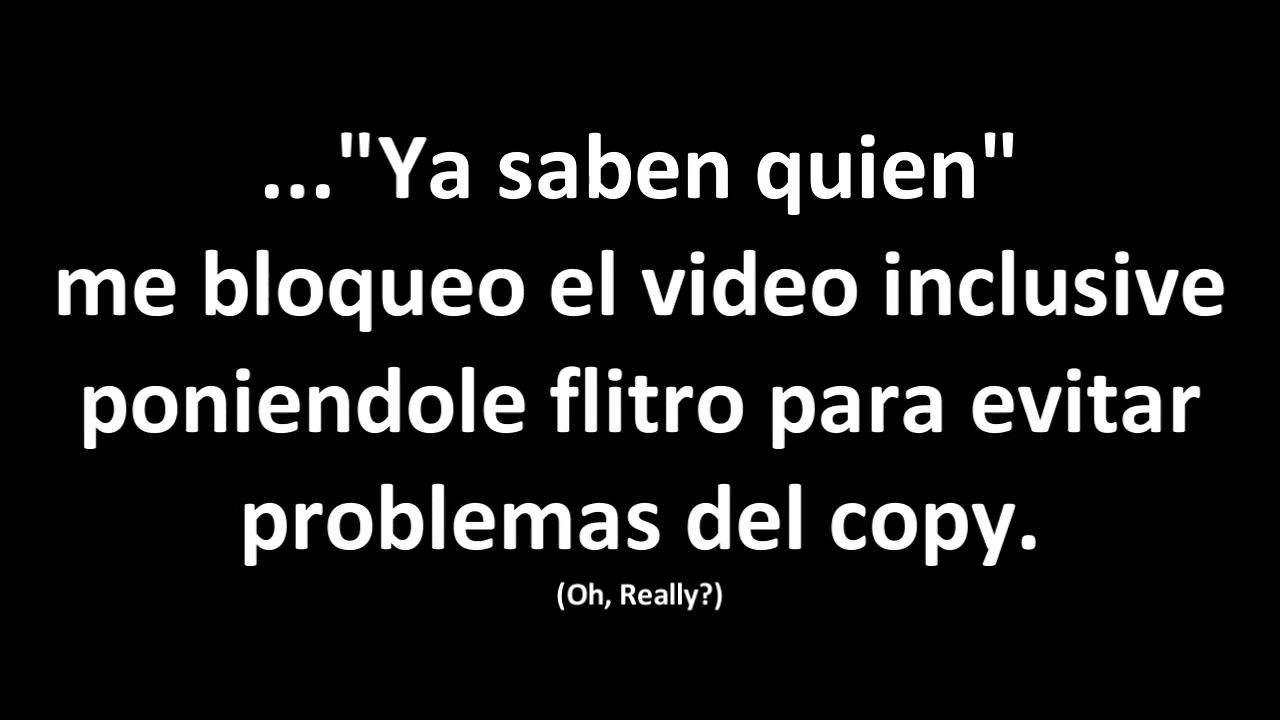 ..."Ya saben quien"
me bloqueo el video inclusive
poniendole flitro para evitar
problemas del copy.
(Oh, Really?)